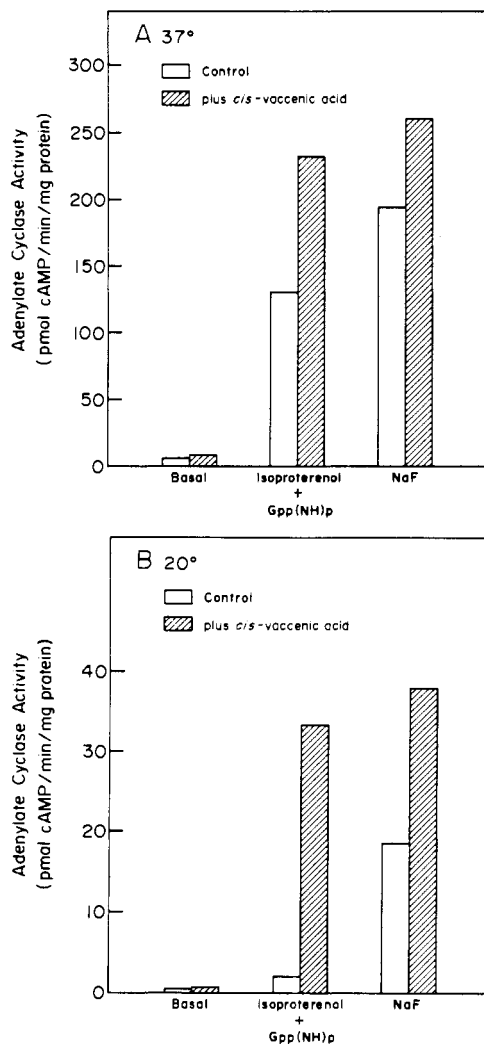 A 37°
Control
plus cis-vaccenic acid
Adenylate Cyclase Activity
(pmol cAMP/min/mg protein)
300
250
200
150
100
50
0
Basal
Isoproterenol
+
Gpp(NH)p
NaF
B 20°
Control
plus cis-vaccenic acid
Adenylate Cyclase Activity
(pmol cAMP/min/mg protein)
40
30
20
10
0
Basal
Isoproterenol
+
Gpp(NH)p
NaF